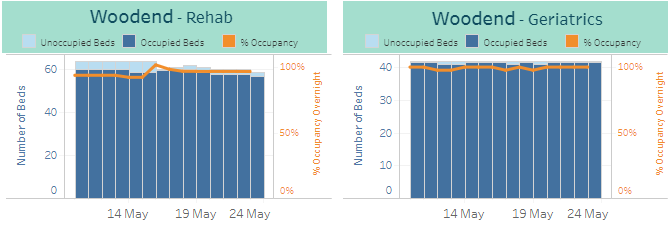 Woodend - Rehab
Unoccupied Beds Occupied Beds % Occupancy
Number of Beds
60
40
20
0
100%
50%
0%
% Occupancy Overnight
14 May 19 May 24 May
Woodend - Geriatrics
Unoccupied Beds Occupied Beds % Occupancy
Number of Beds
40
30
20
10
0
100%
50%
0%
% Occupancy Overnight
14 May 19 May 24 May